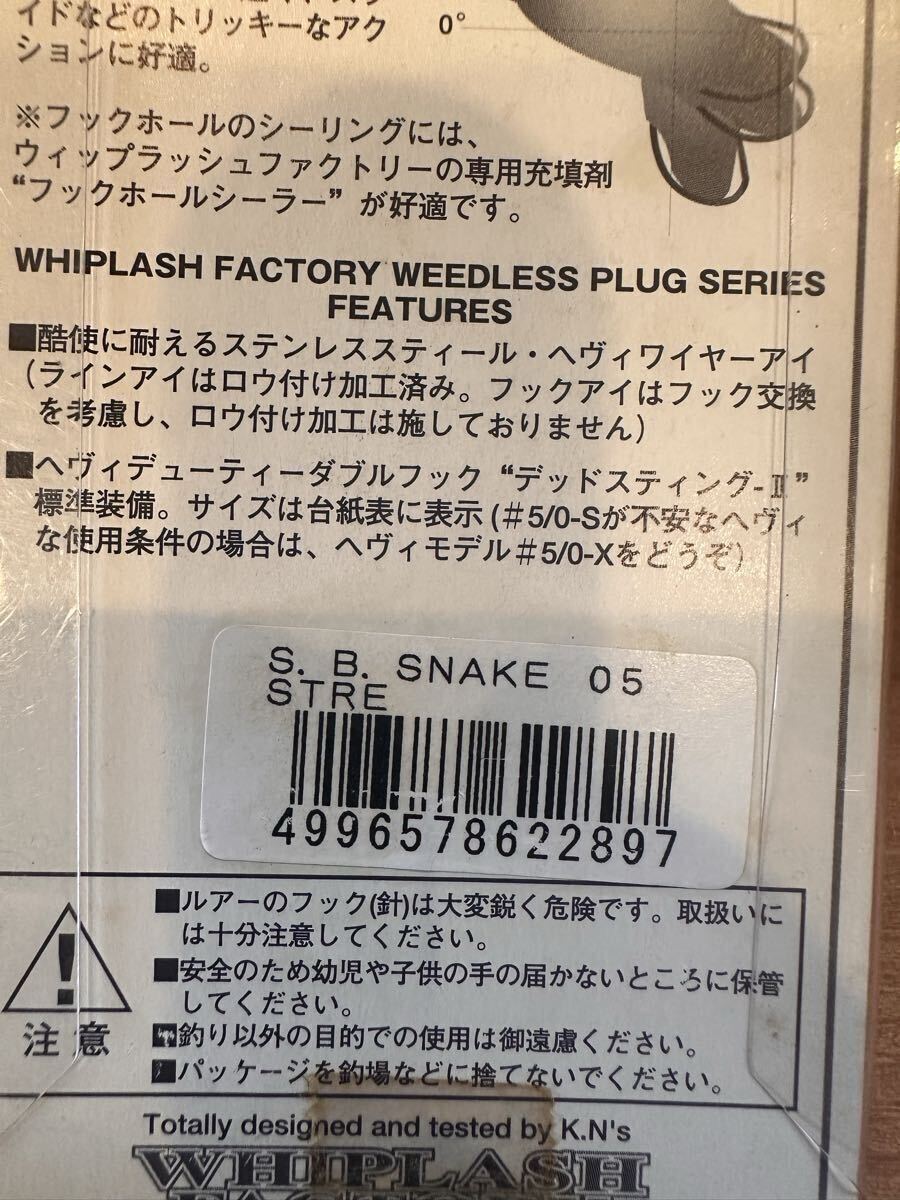 イドなどのトリッキーなアク
ションに好適。
0°
※フックホールのシーリングには、
ウィップラッシュファクトリーの専用充填剤
“フックホールシーラー”が好適です。
WHIPLASH FACTORY WEEDLESS PLUG SERIES
FEATURES
■酷使に耐えるステンレススティール・ヘヴィワイヤーアイ
(ラインアイはロウ付け加工済み。フックアイはフック交換
を考慮し、ロウ付け加工は施しておりません)
■ヘヴィデューティーダブルフック“デッドスティング-Ⅱ”
標準装備。サイズは台紙表に表示(＃5/0-Sが不安なヘヴィ
な使用条件の場合は、ヘヴィモデル＃5/0-Xをどうぞ)
S. B. SNAKE 05
STRE
4996578622897
■ルアーのフック(針)は大変鋭く危険です。取扱いに
は十分注意してください。
■安全のため幼児や子供の手の届かないところに保管
してください。
■釣り以外の目的での使用は御遠慮ください。
■パッケージを釣場などに捨てないでください。
注意
Totally designed and tested by K.N's
WHIPLASH
FACTORY